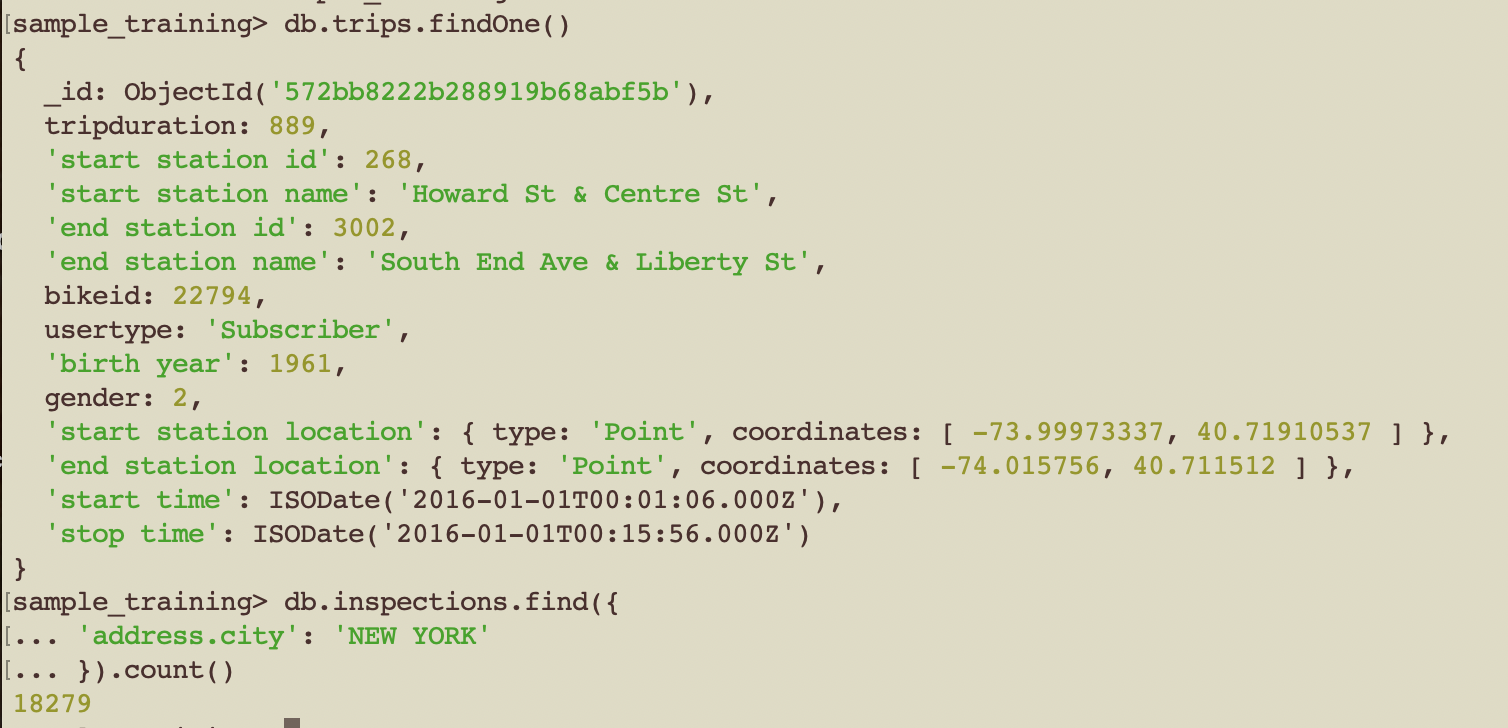 [sample_training> db.trips.findOne()
{
  _id: ObjectId('572bb8222b288919b68abf5b'),
  tripduration: 889,
  'start station id': 268,
  'start station name': 'Howard St & Centre St',
  'end station id': 3002,
  'end station name': 'South End Ave & Liberty St',
  bikeid: 22794,
  usertype: 'Subscriber',
  'birth year': 1961,
  gender: 2,
  'start station location': { type: 'Point', coordinates: [ -73.99973337, 40.71910537 ] },
  'end station location': { type: 'Point', coordinates: [ -74.015756, 40.711512 ] },
  'start time': ISODate('2016-01-01T00:01:06.000Z'),
  'stop time': ISODate('2016-01-01T00:15:56.000Z')
}
[sample_training> db.inspections.find({
[... 'address.city': 'NEW YORK'
[... }).count()
18279